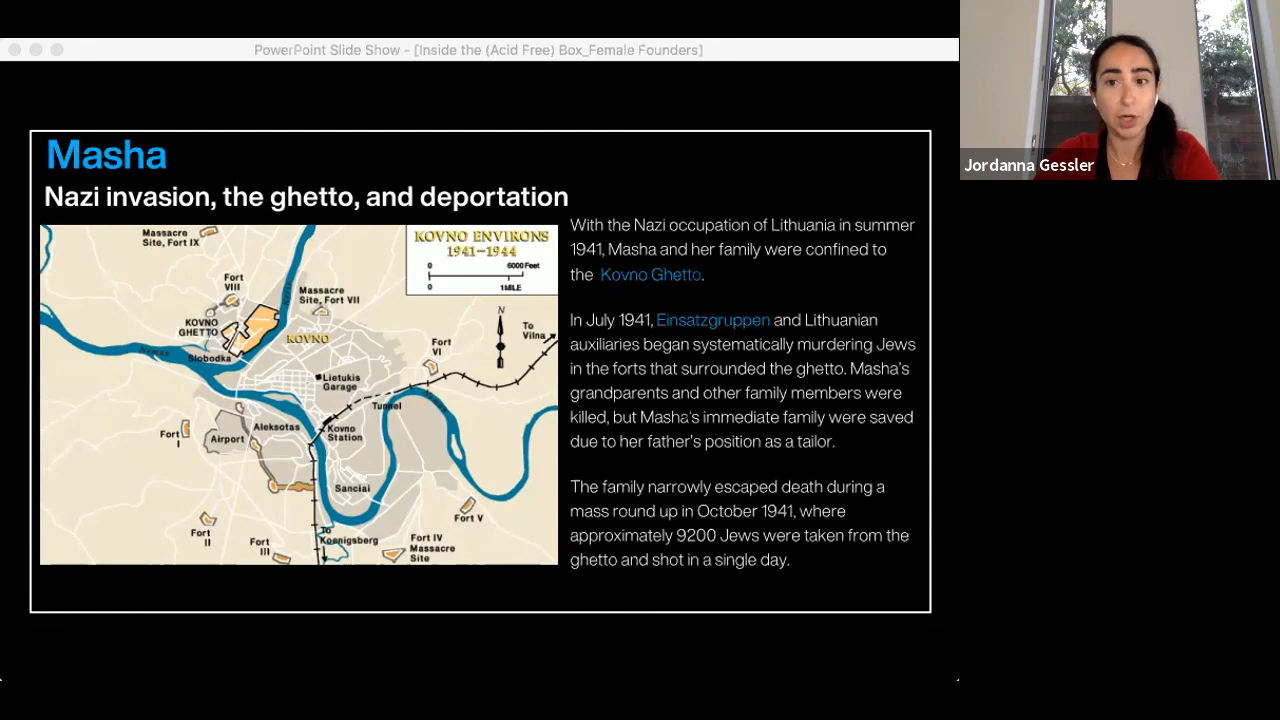 PowerPoint Slide Show - [Inside the (Acid Free) Box_Female Founders]
Jordanna Gessler
Masha
Nazi invasion, the ghetto, and deportation
Massacre
Site, Fort IX
KOVNO ENVIRONS
1941-1944
0 6000 Feet
0 1 MILE
Fort
VIII
Massacre
Site, Fort VII
KOVNO
GHETTO
KOVNO
N
To
Vilna
Slobodka
Fort
VI
Lietukis
Garage
Tunnel
Fort
I
Airport
Aleksotas
Kovno
Station
Sanciai
Fort
II
Fort
III
To
Koenigsberg
Fort IV
Massacre
Site
Fort V
With the Nazi occupation of Lithuania in summer
1941, Masha and her family were confined to
the Kovno Ghetto.
In July 1941, Einsatzgruppen and Lithuanian
auxiliaries began systematically murdering Jews
in the forts that surrounded the ghetto. Masha's
grandparents and other family members were
killed, but Masha's immediate family were saved
due to her father's position as a tailor.
The family narrowly escaped death during a
mass round up in October 1941, where
approximately 9200 Jews were taken from the
ghetto and shot in a single day.